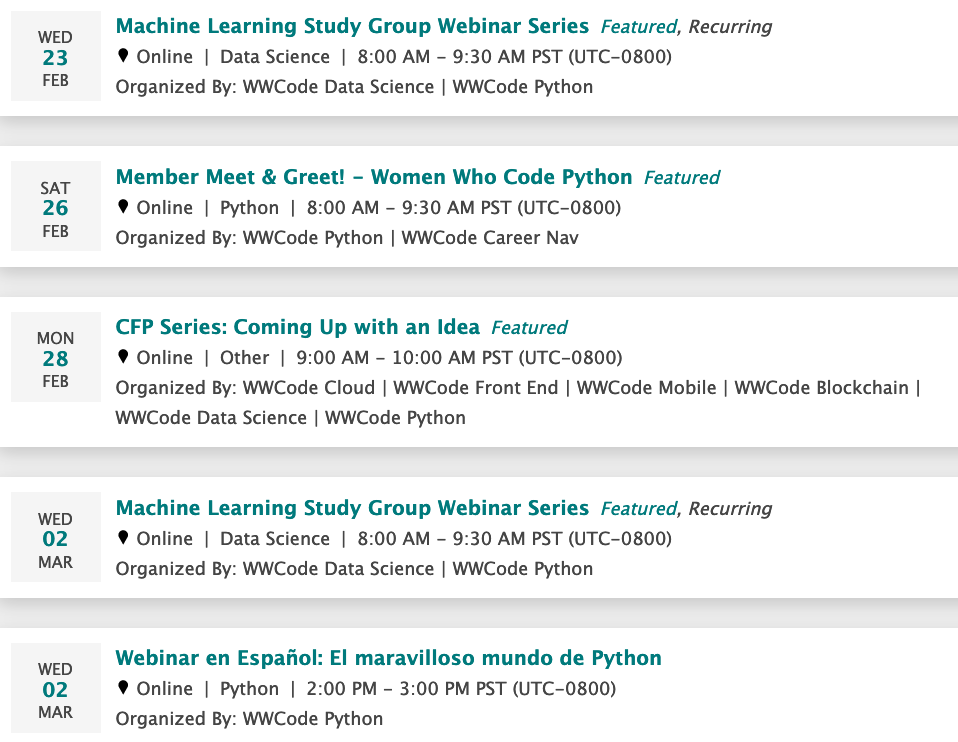 WED
23
FEB
Machine Learning Study Group Webinar Series Featured, Recurring
Online | Data Science | 8:00 AM - 9:30 AM PST (UTC-0800)
Organized By: WWCode Data Science | WWCode Python
SAT
26
FEB
Member Meet & Greet! - Women Who Code Python Featured
Online | Python | 8:00 AM - 9:30 AM PST (UTC-0800)
Organized By: WWCode Python | WWCode Career Nav
MON
28
FEB
CFP Series: Coming Up with an Idea Featured
Online | Other | 9:00 AM - 10:00 AM PST (UTC-0800)
Organized By: WWCode Cloud | WWCode Front End | WWCode Mobile | WWCode Blockchain |
WWCode Data Science | WWCode Python
WED
02
MAR
Machine Learning Study Group Webinar Series Featured, Recurring
Online | Data Science | 8:00 AM - 9:30 AM PST (UTC-0800)
Organized By: WWCode Data Science | WWCode Python
WED
02
MAR
Webinar en Español: El maravilloso mundo de Python
Online | Python | 2:00 PM - 3:00 PM PST (UTC-0800)
Organized By: WWCode Python